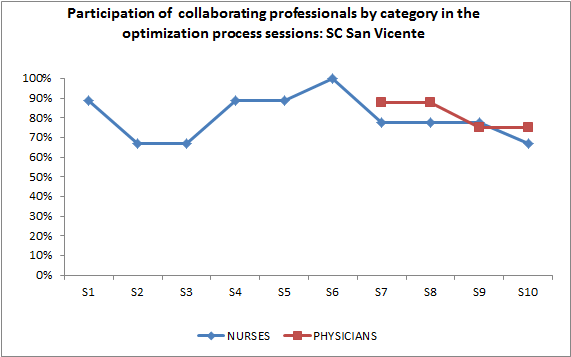 Participation of collaborating professionals by category in the
optimization process sessions: SC San Vicente
100%
90%
80%
70%
60%
50%
40%
30%
20%
10%
0%
S1 S2 S3 S4 S5 S6 S7 S8 S9 S10
NURSES PHYSICIANS